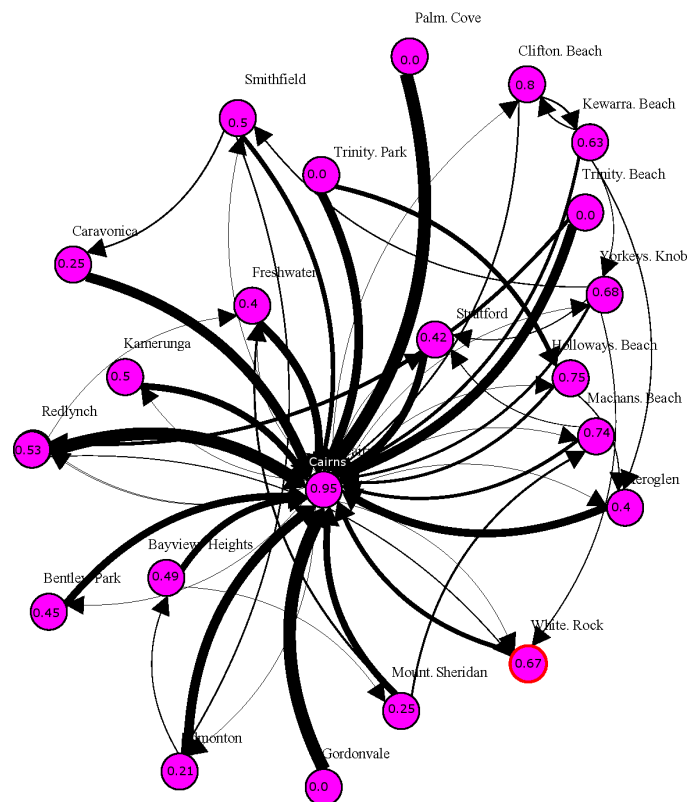 Palm. Cove
0.0
Clifton. Beach
0.8
Smithfield
0.5
Kewarra. Beach
0.63
Trinity. Park
0.0
Trinity. Beach
0.0
Caravonica
0.25
Yorkeys. Knob
0.68
Freshwater
0.4
Stratford
0.42
Kamerunga
0.5
Holloways. Beach
0.75
Machans. Beach
0.74
Redlynch
0.53
Cairns
0.95
0.4
Bayview. Heights
0.49
Bentley. Park
0.45
White. Rock
0.67
Mount. Sheridan
0.25
Edmonton
0.21
Gordonvale
0.0